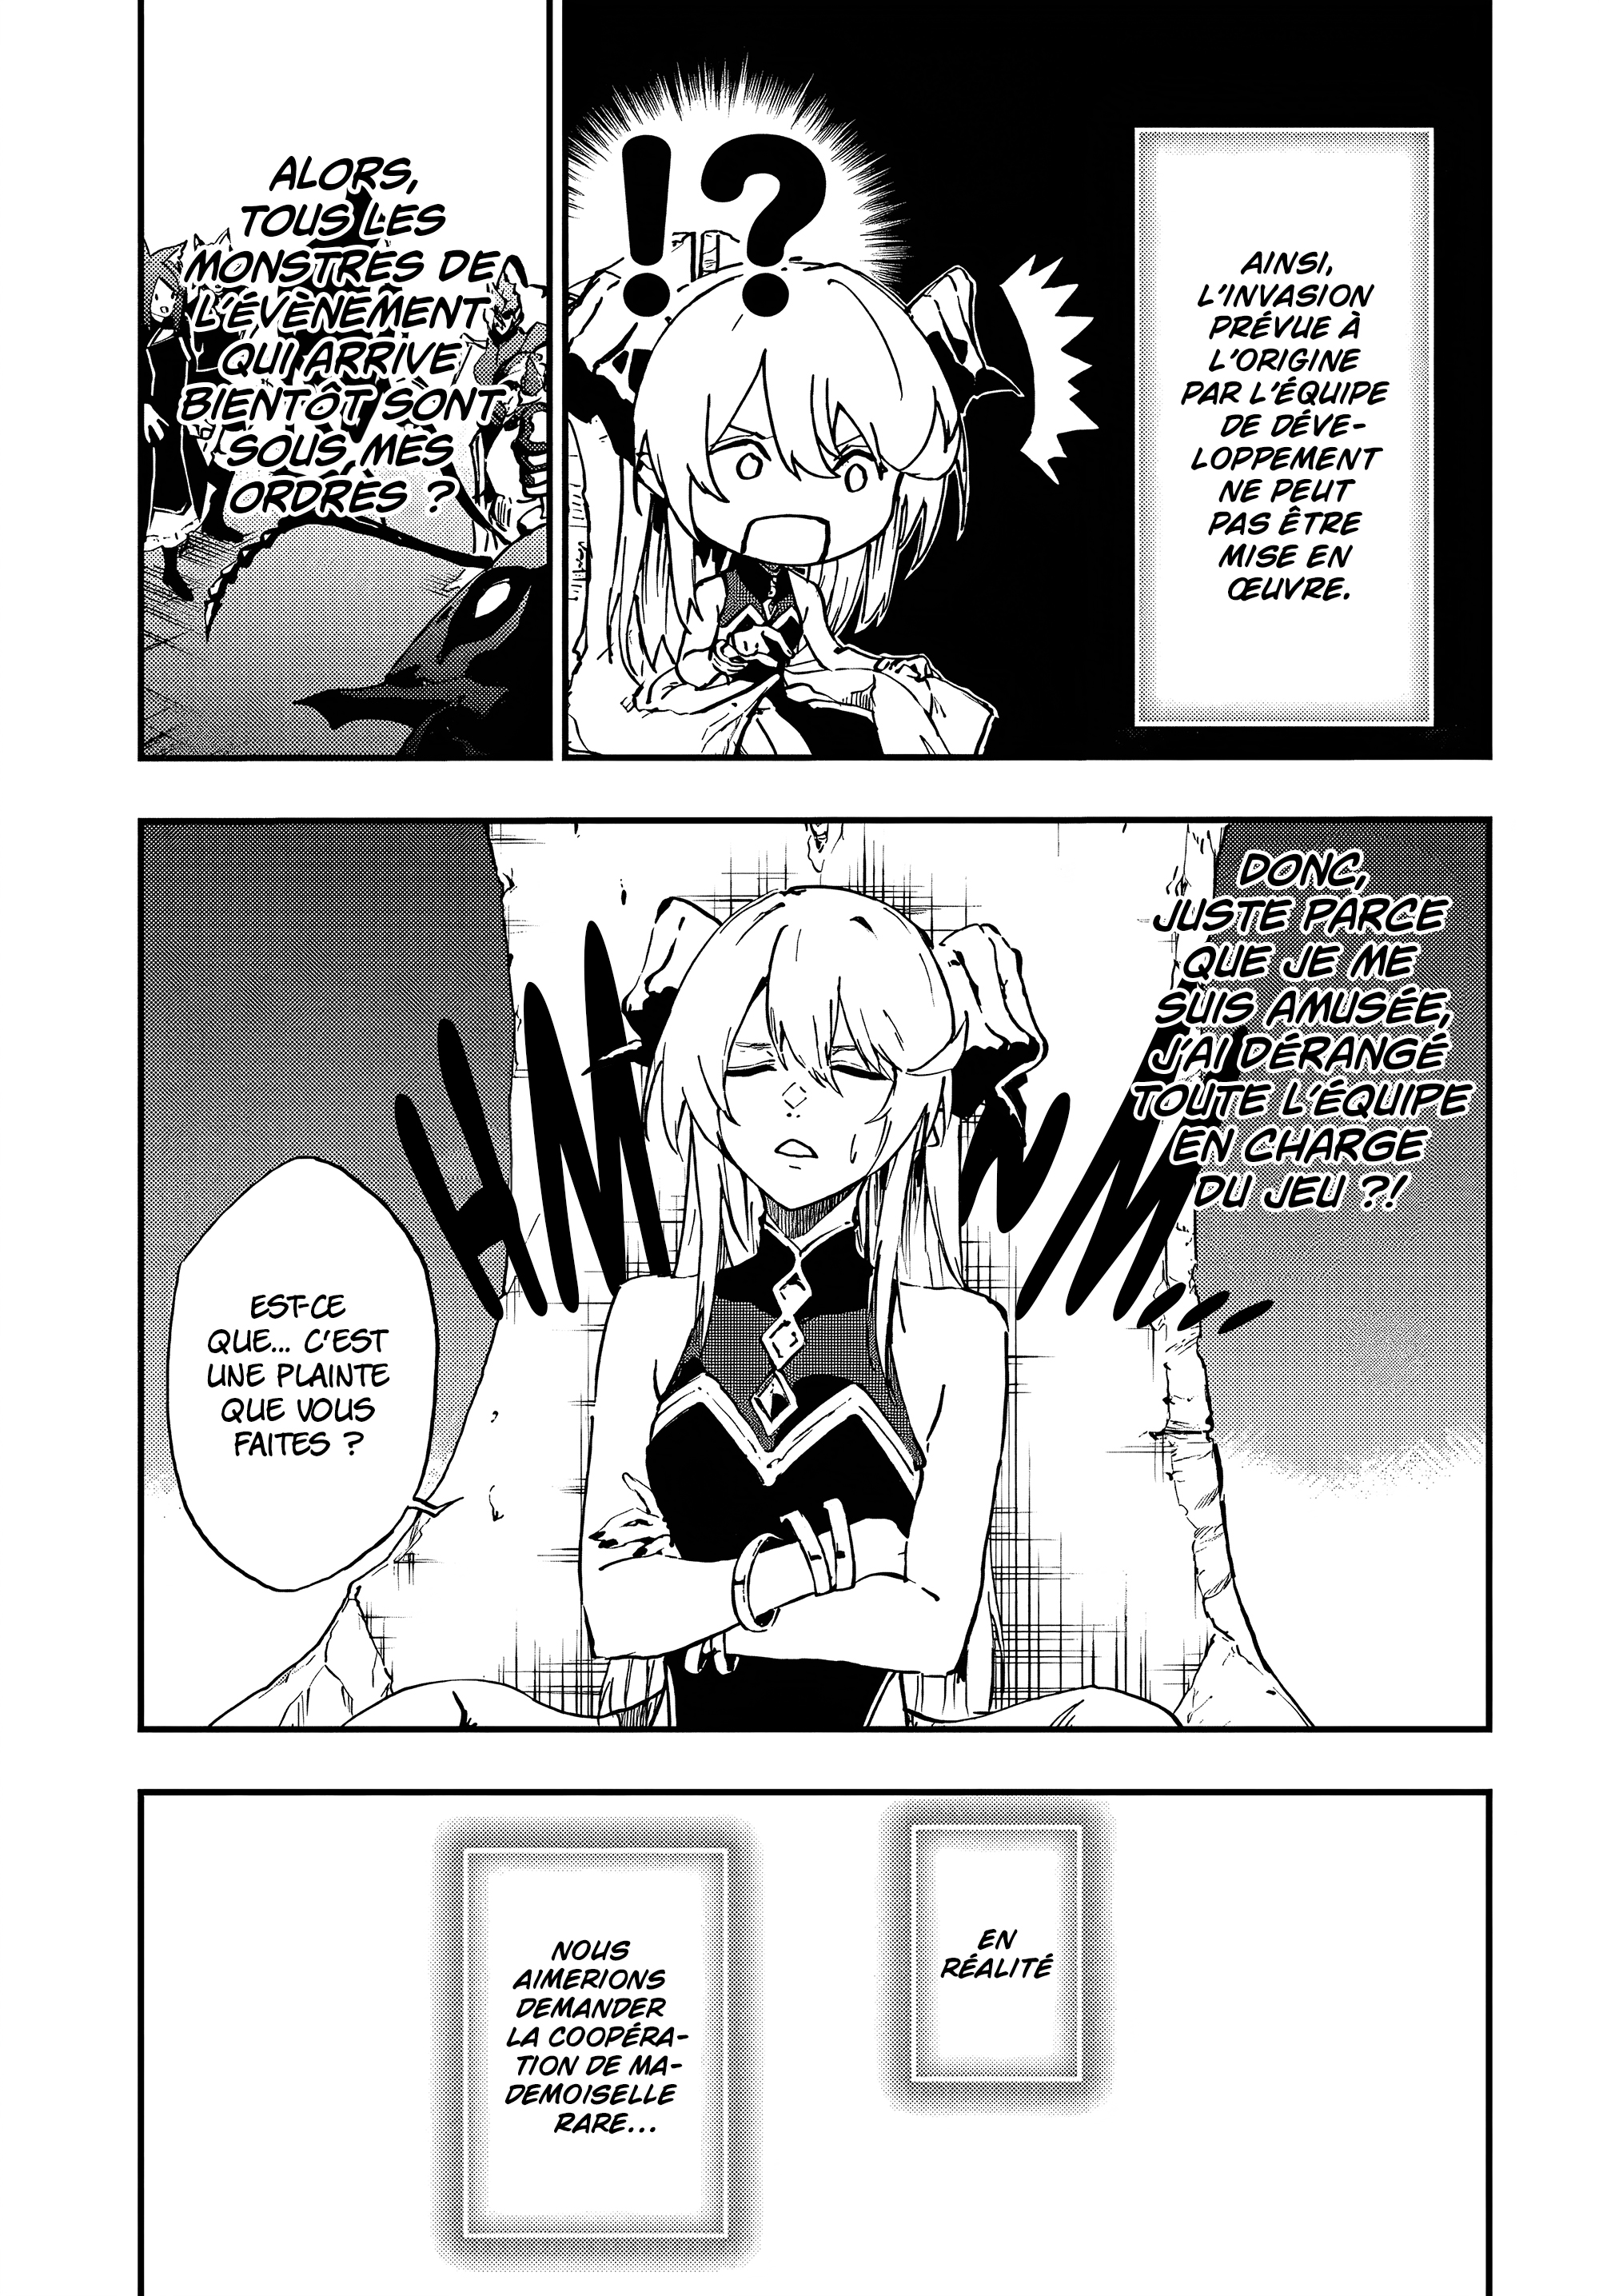 AINSI,
L'INVASION
PRÉVUE À
L'ORIGINE
PAR L'ÉQUIPE
DE DÉVE-
LOPPEMENT
NE PEUT
PAS ÊTRE
MISE EN
ŒUVRE.
!?
ALORS,
TOUS LES
MONSTRES DE
L'ÉVÈNEMENT
QUI ARRIVE
BIENTÔT SONT
SOUS MES
ORDRES ?
DONC,
JUSTE PARCE
QUE JE ME
SUIS AMUSÉE,
J'AI DÉRANGÉ
TOUTE L'ÉQUIPE
EN CHARGE
DU JEU ?!
HMMM...
EST-CE
QUE... C'EST
UNE PLAINTE
QUE VOUS
FAITES ?
EN
RÉALITÉ
NOUS
AIMERIONS
DEMANDER
LA COOPÉRA-
TION DE MA-
DEMOISELLE
RARE...